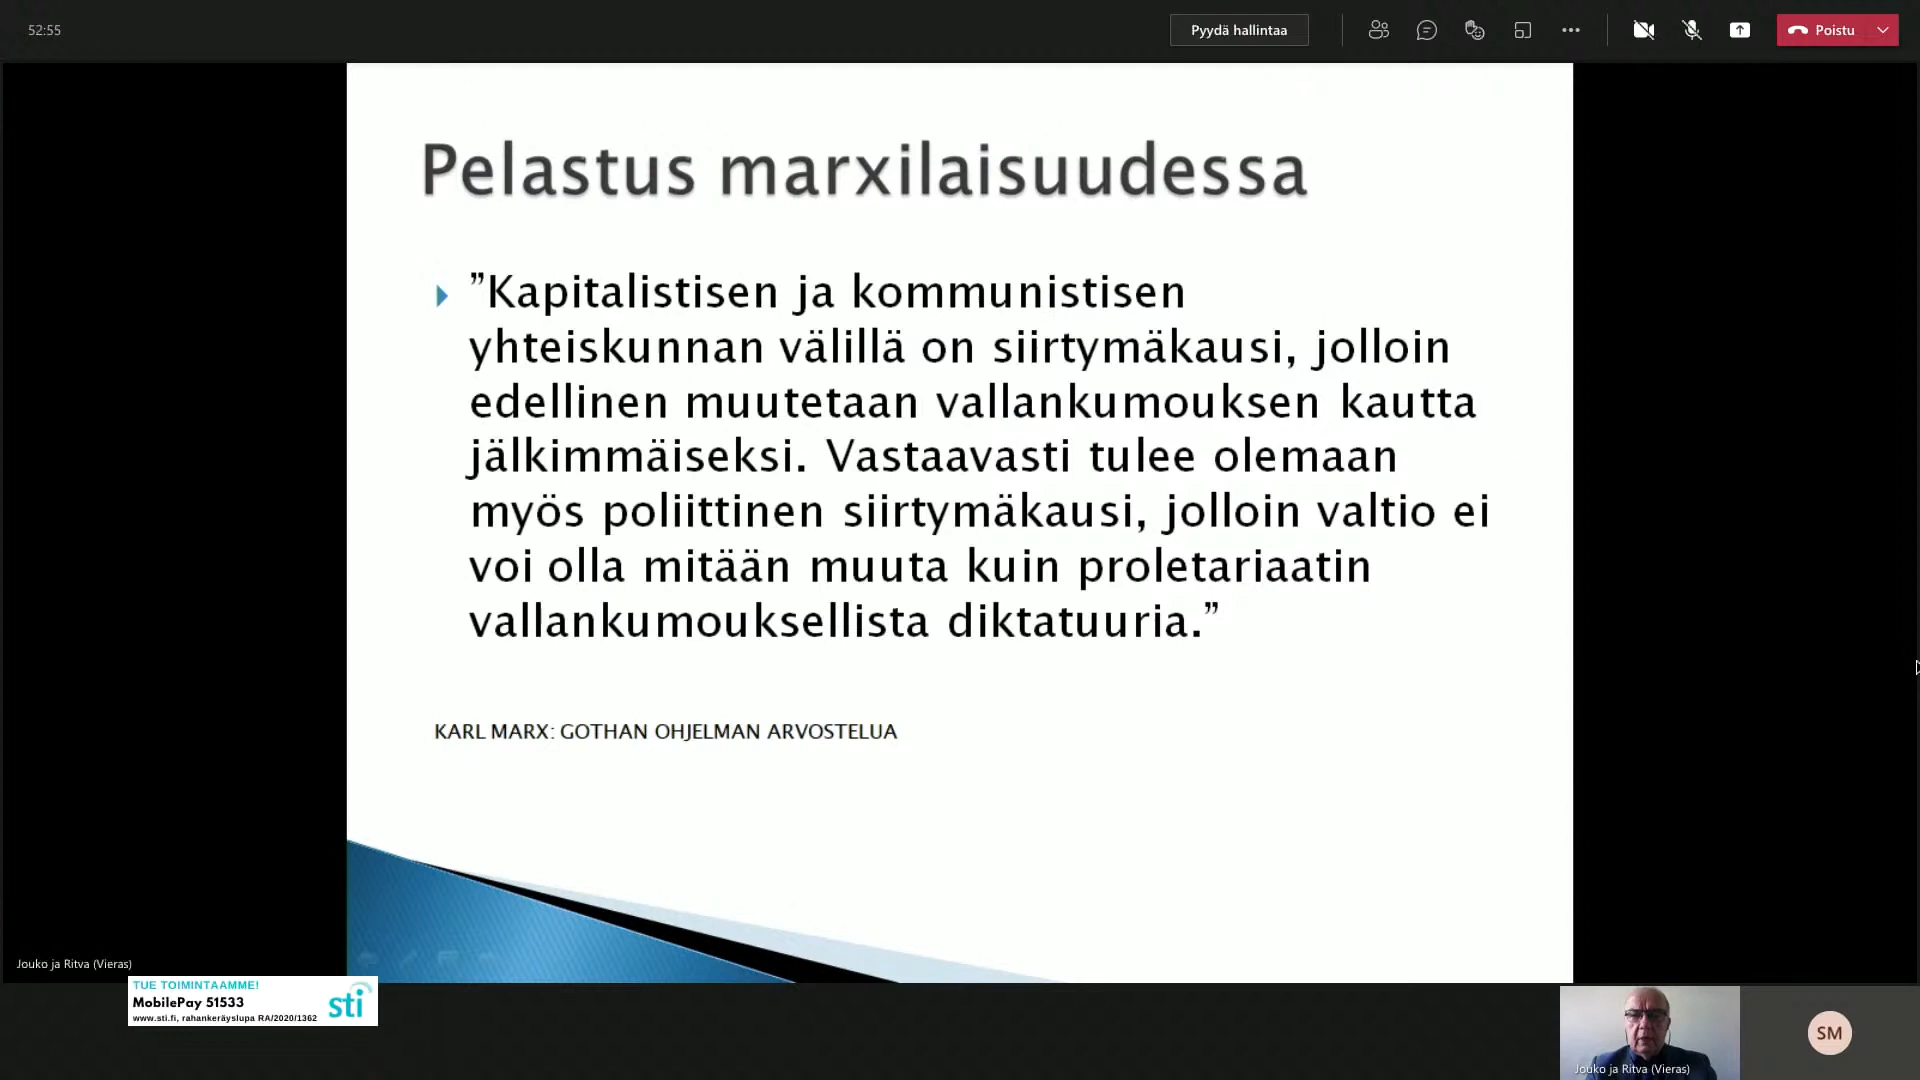 52:55
Pyydä hallintaa
Poistu
Pelastus marxilaisuudessa
”Kapitalistisen ja kommunistisen
yhteiskunnan välillä on siirtymäkausi, jolloin
edellinen muutetaan vallankumouksen kautta
jälkimmäiseksi. Vastaavasti tulee olemaan
myös poliittinen siirtymäkausi, jolloin valtio ei
voi olla mitään muuta kuin proletariaatin
vallankumouksellista diktatuuria.”
KARL MARX: GOTHAN OHJELMAN ARVOSTELUA
Jouko ja Ritva (Vieras)
TUE TOIMINTAAMME!
MobilePay 51533
www.sti.fi, rahankeräyslupa RA/2020/1362
sti
SM
Jouko ja Ritva (Vieras)